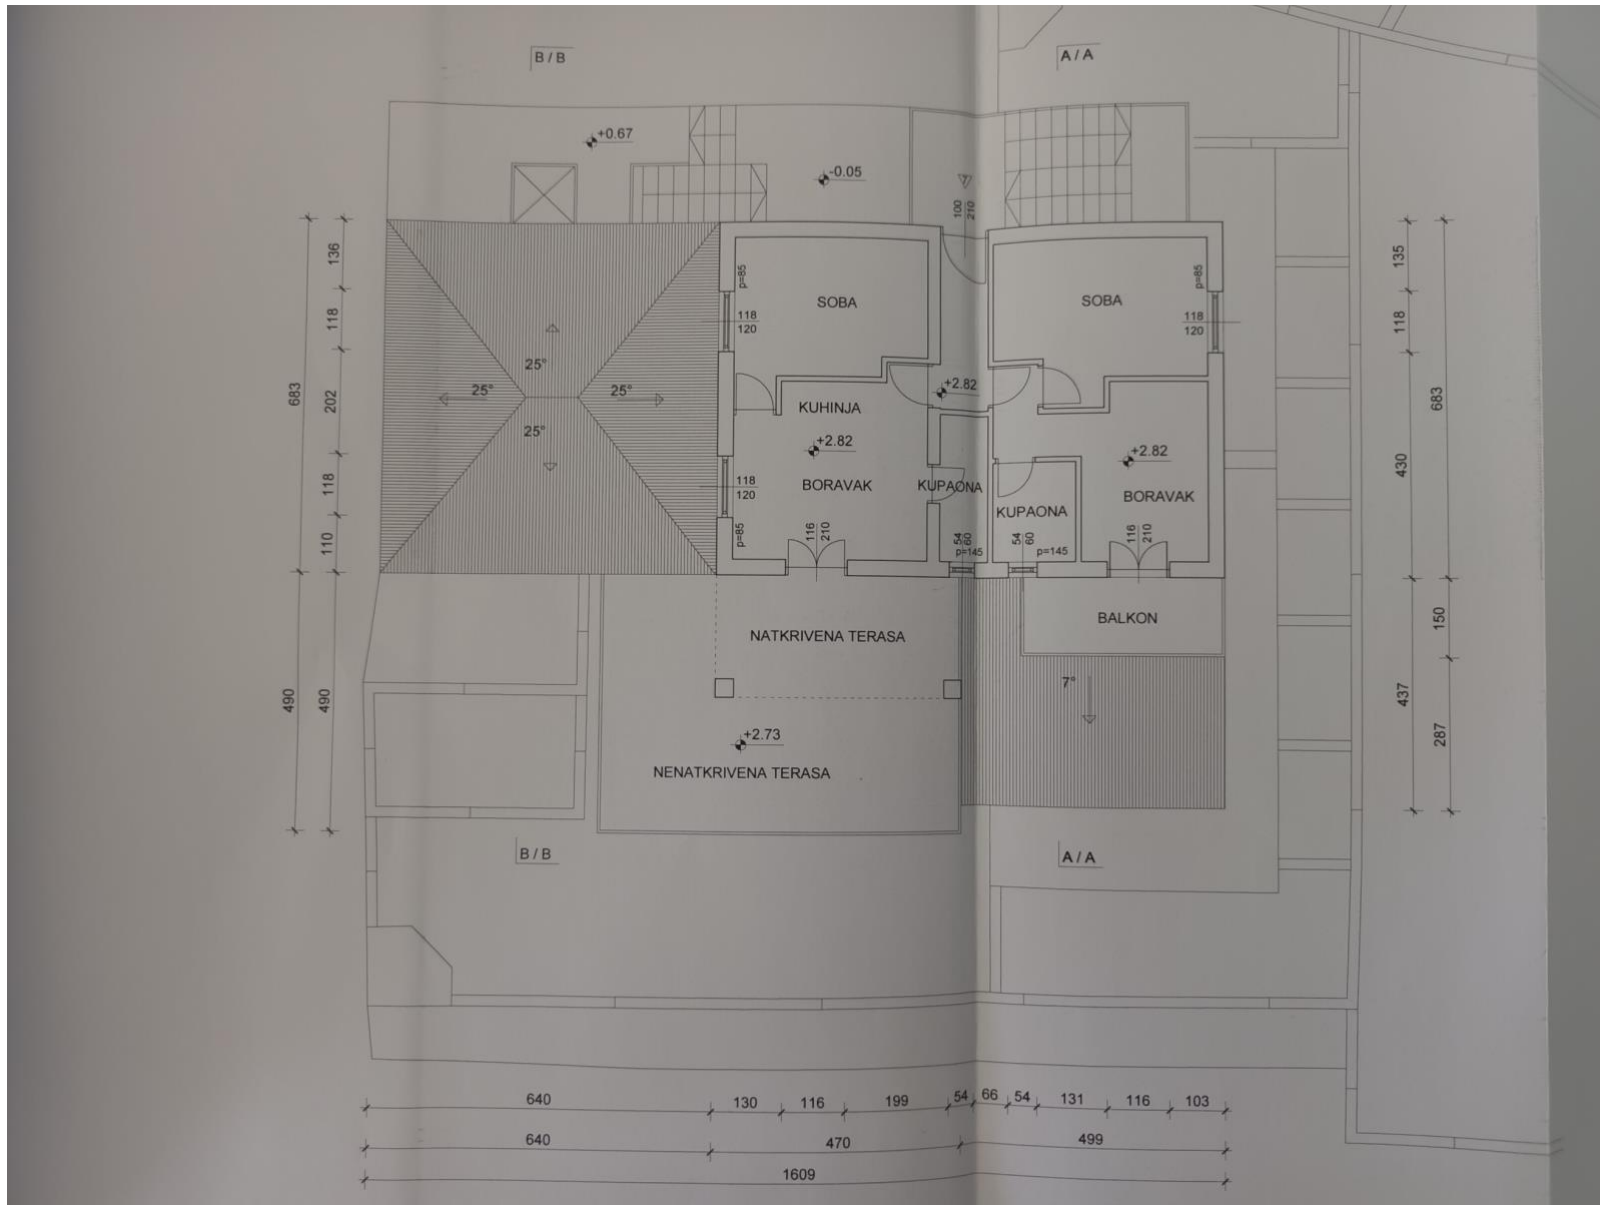 B / B
A / A
+0.67
-0.05
7
100
210
136
118
202
118
110
683
490
490
p=85
SOBA
118
120
SOBA
p=85
118
120
135
118
430
683
25°
25°
25°
25°
+2.82
KUHINJA
+2.82
+2.82
118
120
BORAVAK
KUPAONA
BORAVAK
KUPAONA
p=85
116
210
54
60
p=145
54
60
p=145
116
210
NATKRIVENA TERASA
BALKON
150
7°
437
287
+2.73
NENATKRIVENA TERASA
B / B
A / A
640 130 116 199 54 66 54 131 116 103
640 470 499
1609